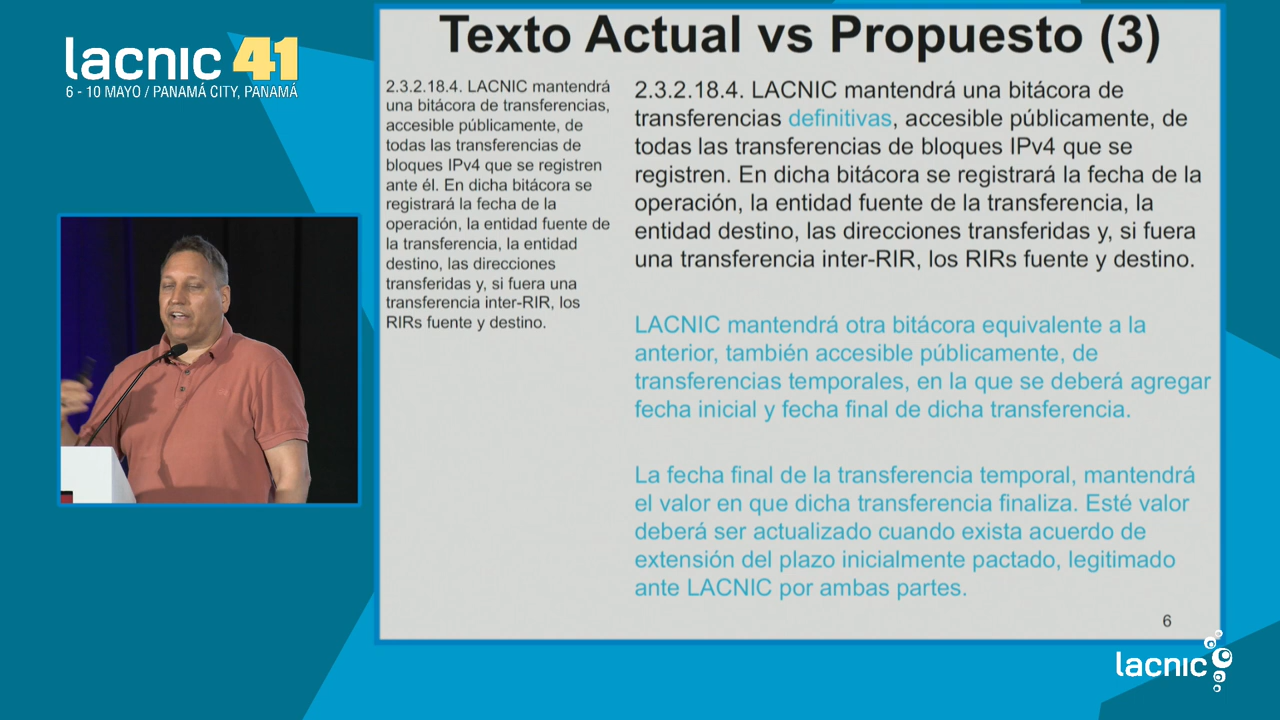 lacnic 41
6 - 10 MAYO / PANAMÁ CITY, PANAMÁ
Texto Actual vs Propuesto (3)
2.3.2.18.4. LACNIC mantendrá
una bitácora de transferencias,
accesible públicamente, de
todas las transferencias de
bloques IPv4 que se registren
ante él. En dicha bitácora se
registrará la fecha de la
operación, la entidad fuente de
la transferencia, la entidad
destino, las direcciones
transferidas y, si fuera una
transferencia inter-RIR, los
RIRs fuente y destino.
2.3.2.18.4. LACNIC mantendrá una bitácora de
transferencias definitivas, accesible públicamente, de
todas las transferencias de bloques IPv4 que se
registren. En dicha bitácora se registrará la fecha de la
operación, la entidad fuente de la transferencia, la
entidad destino, las direcciones transferidas y, si fuera
una transferencia inter-RIR, los RIRs fuente y destino.
LACNIC mantendrá otra bitácora equivalente a la
anterior, también accesible públicamente, de
transferencias temporales, en la que se deberá agregar
fecha inicial y fecha final de dicha transferencia.
La fecha final de la transferencia temporal, mantendrá
el valor en que dicha transferencia finaliza. Esté valor
deberá ser actualizado cuando exista acuerdo de
extensión del plazo inicialmente pactado, legitimado
ante LACNIC por ambas partes.
6
lacnic